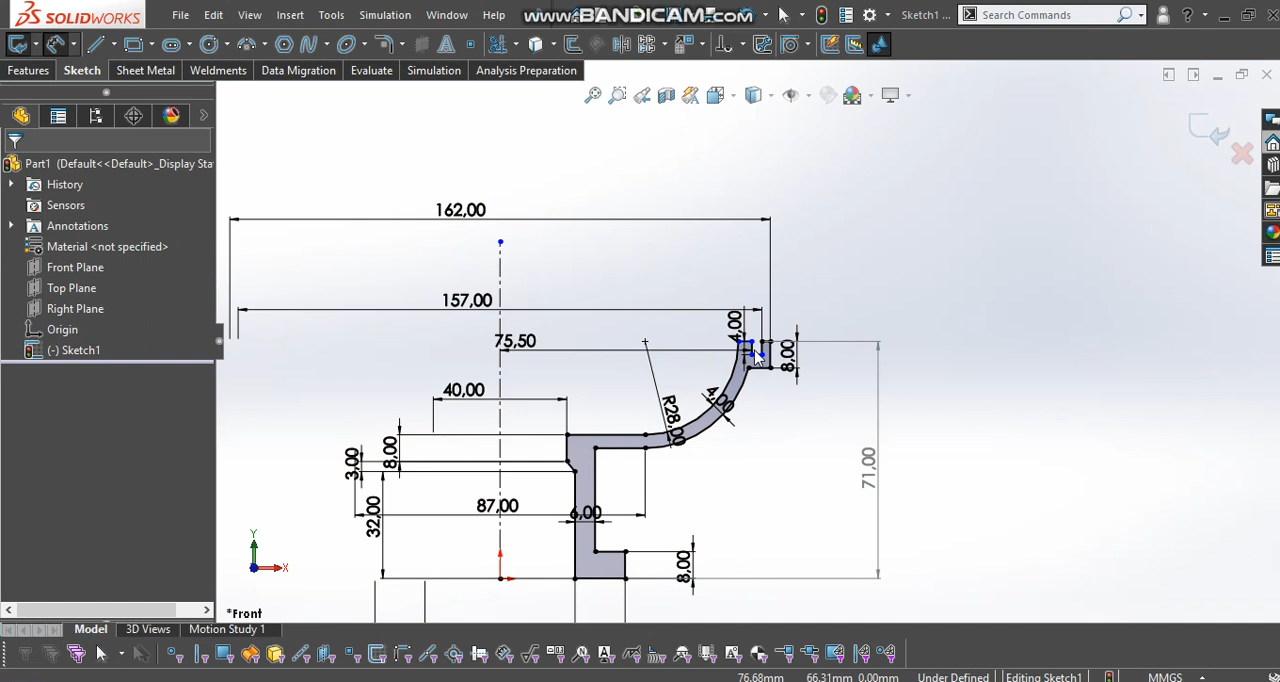 SOLIDWORKS File Edit View Insert Tools Simulation Window Help www.BANDICAM.com Sketch1 ... Search Commands ?
Features Sketch Sheet Metal Weldments Data Migration Evaluate Simulation Analysis Preparation
Part1 (Default<<Default>_Display Sta
History
Sensors
Annotations
Material <not specified>
Front Plane
Top Plane
Right Plane
Origin
(-) Sketch1
162,00
157,00
75,50
4,00
8,00
40,00
4,00
R28,00
8,00
3,00
71,00
87,00
6,00
32,00
8,00
Y
X
*Front
Model 3D Views Motion Study 1
76.68mm 66.31mm 0.00mm Under Defined Editing Sketch1 MMGS